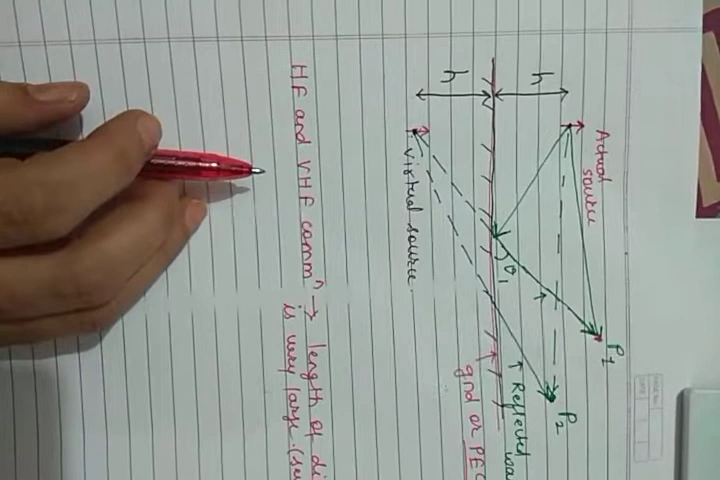 Actual
source
P1
P2
h
h
θ1
↑ Reflected
gnd or PEC
virtual source.
HF and VHF commⁿ → length of
is very large.